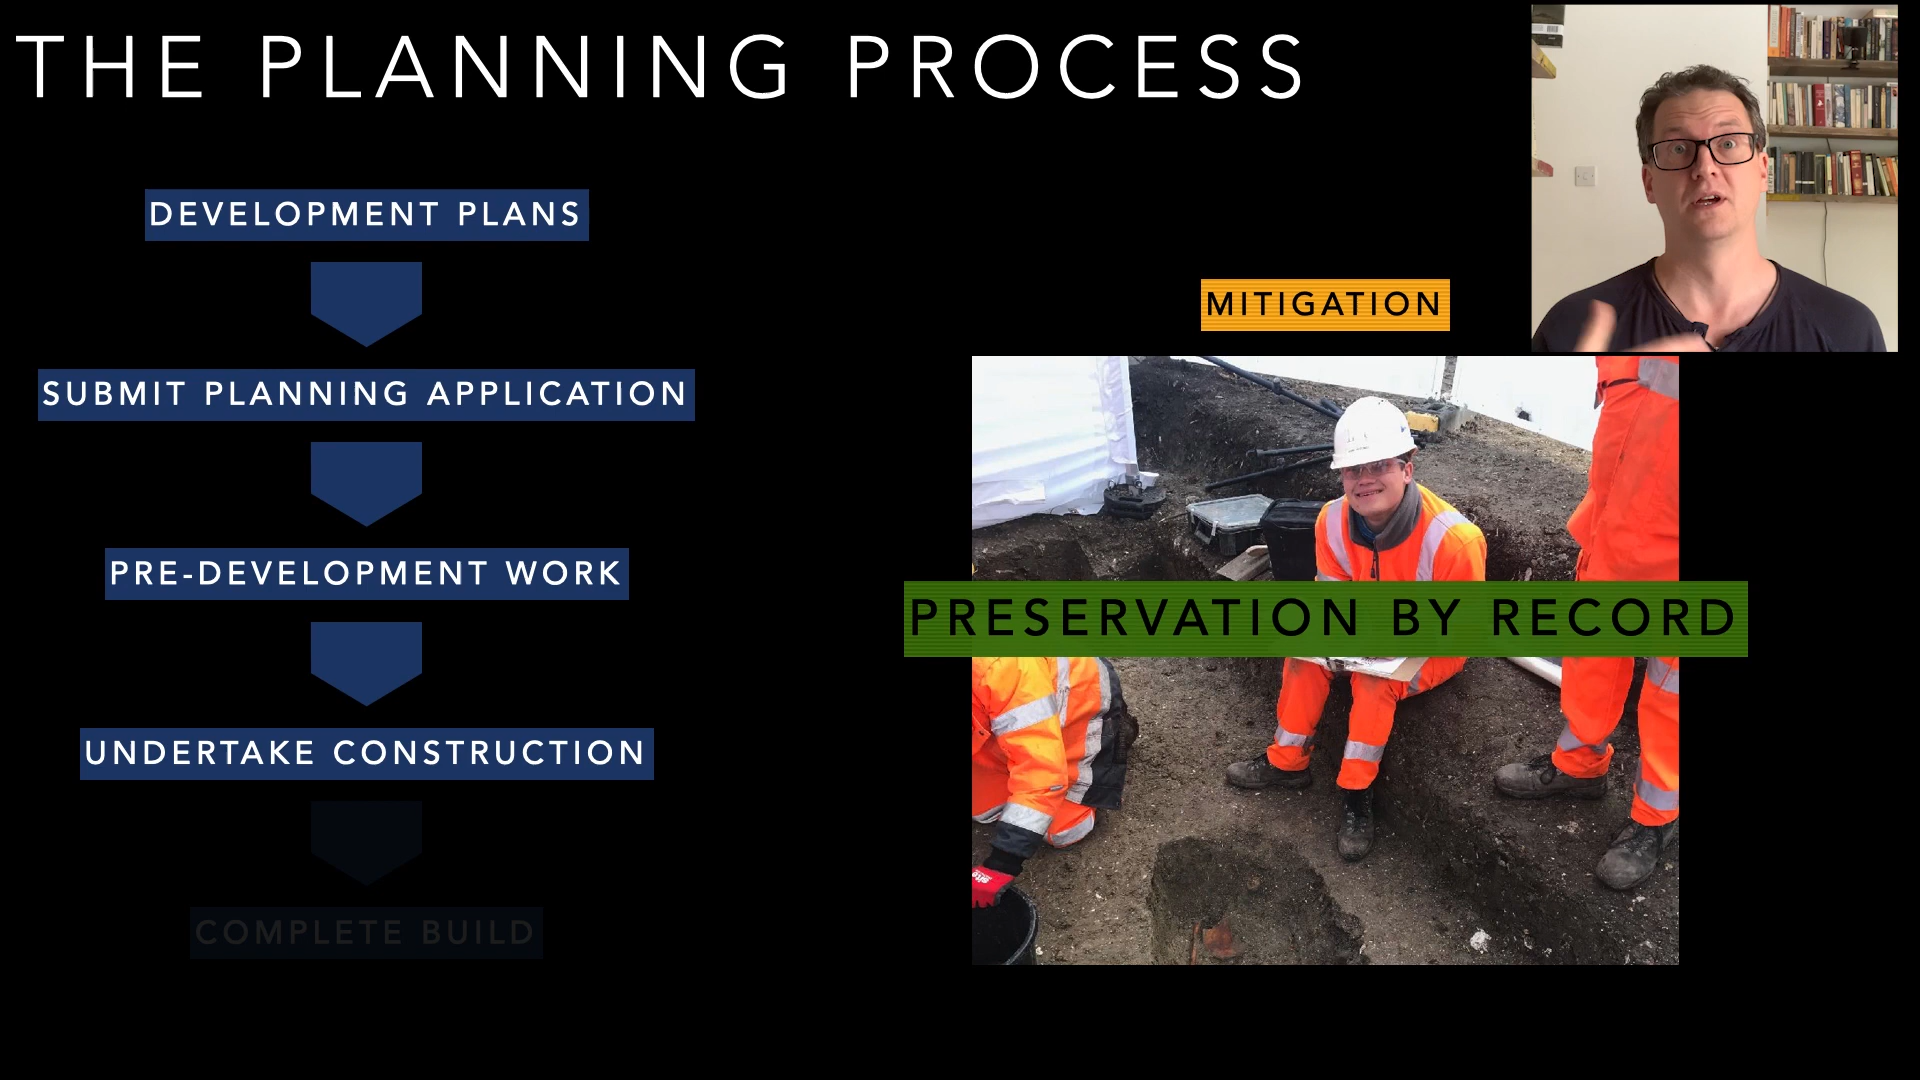 THE PLANNING PROCESS
DEVELOPMENT PLANS
SUBMIT PLANNING APPLICATION
PRE-DEVELOPMENT WORK
UNDERTAKE CONSTRUCTION
COMPLETE BUILD
MITIGATION
PRESERVATION BY RECORD